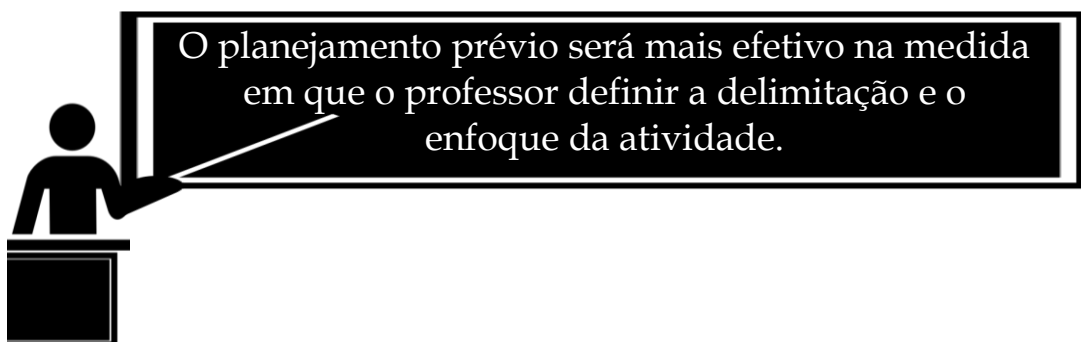 O planejamento prévio será mais efetivo na medida
em que o professor definir a delimitação e o
enfoque da atividade.